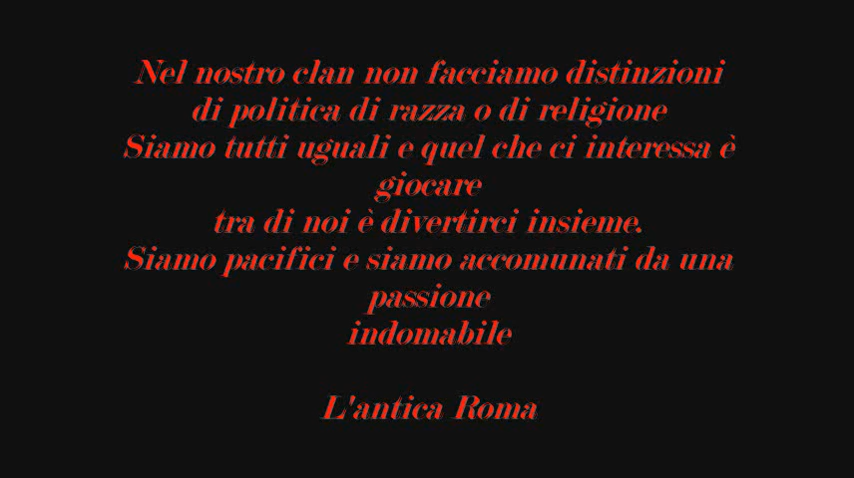 Nel nostro clan non facciamo distinzioni
di politica di razza o di religione
Siamo tutti uguali e quel che ci interessa è
giocare
tra di noi è divertirci insieme.
Siamo pacifici e siamo accomunati da una
passione
indomabile
L'antica Roma